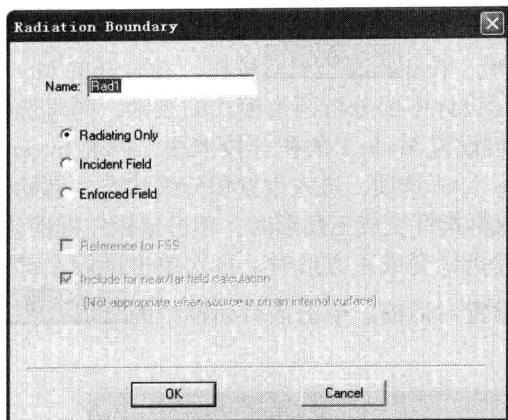 Radiation Boundary
Name: Rad1
Radiating Only
Incident Field
Enforced Field
Reference for FSS
Include for near/far field calculation
[Not appropriate when source is on an internal surface]
OK
Cancel